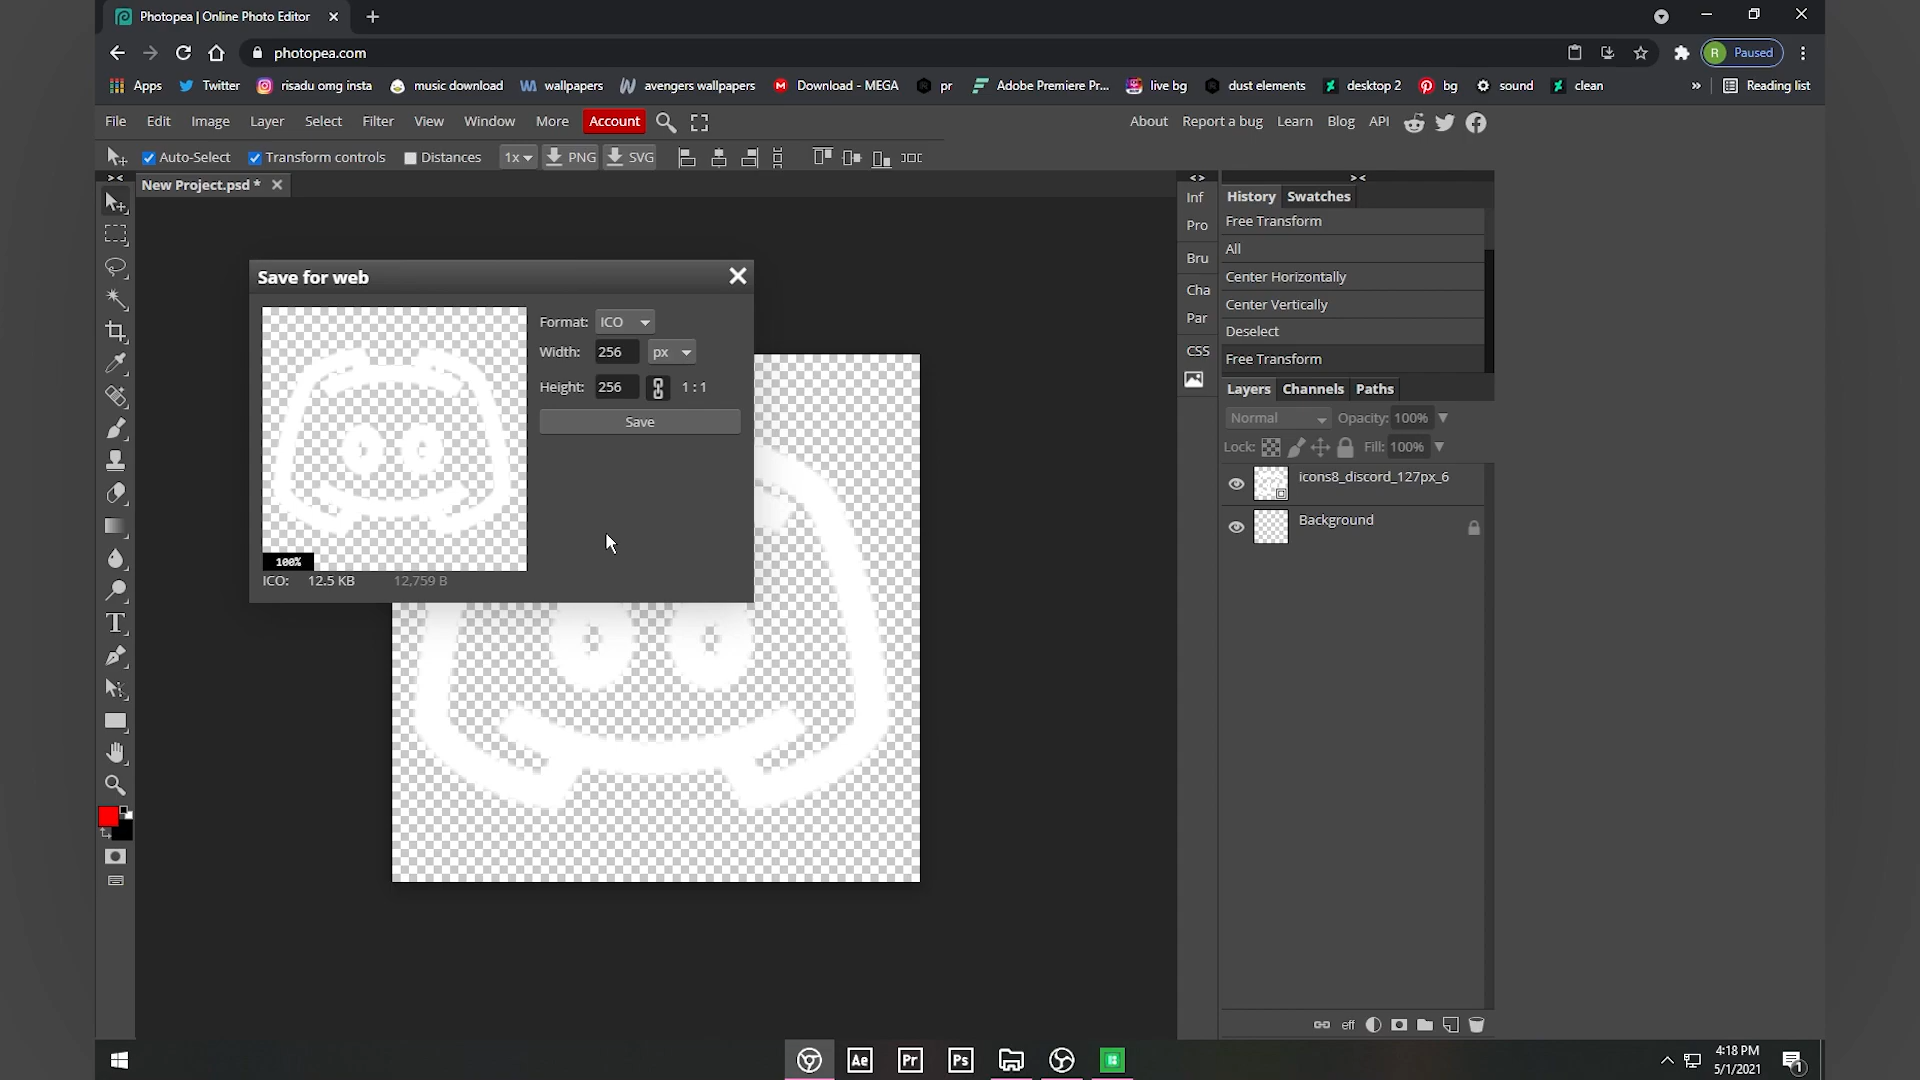 Photopea | Online Photo Editor
photopea.com
R Paused
Apps Twitter risadu omg insta music download wallpapers avengers wallpapers Download - MEGA pr Adobe Premiere Pr... live bg dust elements desktop 2 bg sound clean » Reading list
File Edit Image Layer Select Filter View Window More Account
About Report a bug Learn Blog API
Auto-Select Transform controls Distances 1x PNG SVG
New Project.psd *
Save for web
Format: ICO
Width: 256 px
Height: 256 1 : 1
Save
100%
ICO: 12.5 KB 12,759 B
Inf
Pro
Bru
Cha
Par
CSS
History Swatches
Free Transform
All
Center Horizontally
Center Vertically
Deselect
Free Transform
Layers Channels Paths
Normal Opacity: 100%
Lock: Fill: 100%
icons8_discord_127px_6
Background
eff
Ae Pr Ps
4:18 PM
5/1/2021
1